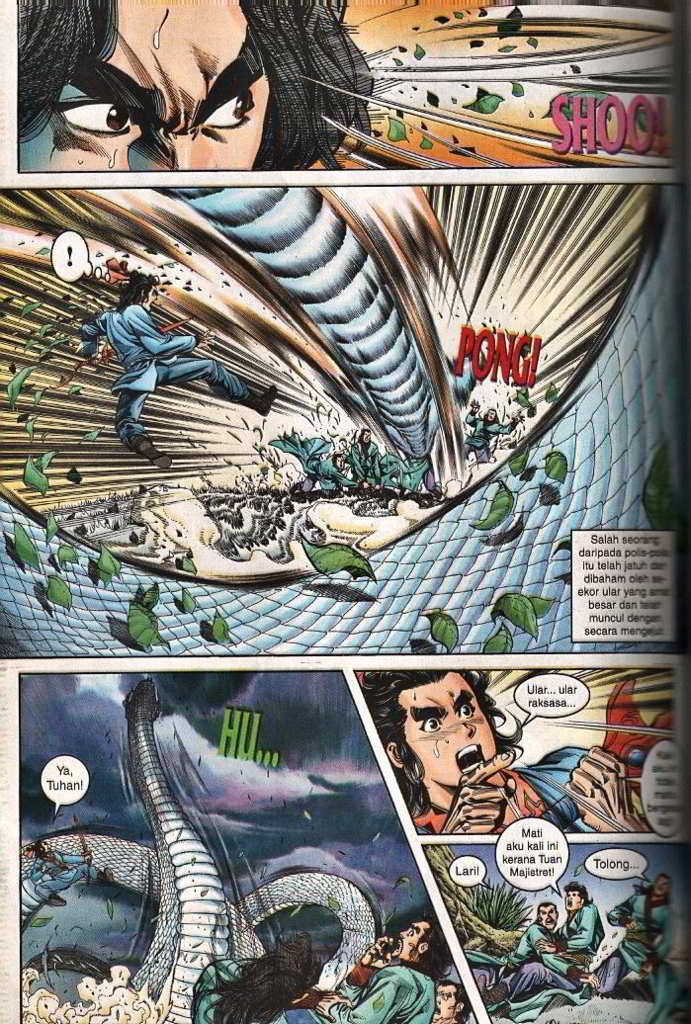 SHOO!
!
PONG!
Salah seorang
daripada polis-polis
itu telah jatuh dan
dibaham oleh se-
ekor ular yang amat
besar dan telah
muncul dengan
secara mengejut.
HU...
Ya,
Tuhan!
Ular... ular
raksasa...
Lari!
Mati
aku kali ini
kerana Tuan
Majistret!
Tolong...